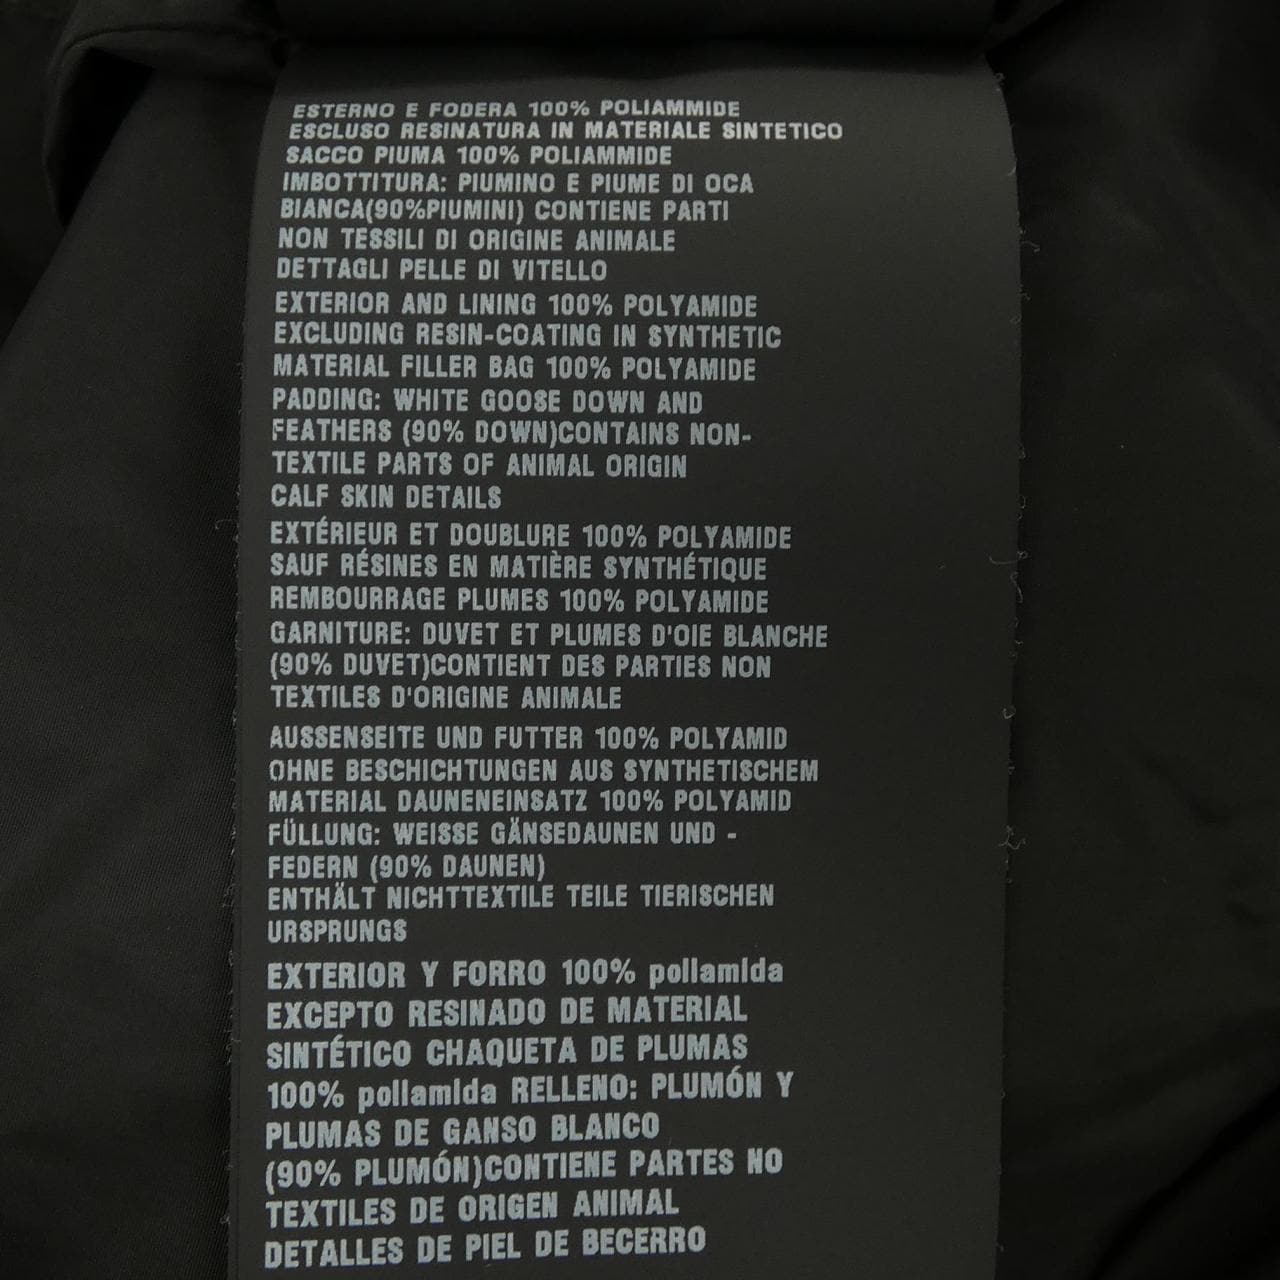 ESTERNO E FODERA 100% POLIAMMIDE
ESCLUSO RESINATURA IN MATERIALE SINTETICO
SACCO PIUMA 100% POLIAMMIDE
IMBOTTITURA: PIUMINO E PIUME DI OCA
BIANCA(90%PIUMINI) CONTIENE PARTI
NON TESSILI DI ORIGINE ANIMALE
DETTAGLI PELLE DI VITELLO
EXTERIOR AND LINING 100% POLYAMIDE
EXCLUDING RESIN-COATING IN SYNTHETIC
MATERIAL FILLER BAG 100% POLYAMIDE
PADDING: WHITE GOOSE DOWN AND
FEATHERS (90% DOWN)CONTAINS NON-
TEXTILE PARTS OF ANIMAL ORIGIN
CALF SKIN DETAILS
EXTÉRIEUR ET DOUBLURE 100% POLYAMIDE
SAUF RÉSINES EN MATIÈRE SYNTHÉTIQUE
REMBOURRAGE PLUMES 100% POLYAMIDE
GARNITURE: DUVET ET PLUMES D'OIE BLANCHE
(90% DUVET)CONTIENT DES PARTIES NON
TEXTILES D'ORIGINE ANIMALE
AUSSENSEITE UND FUTTER 100% POLYAMID
OHNE BESCHICHTUNGEN AUS SYNTHETISCHEM
MATERIAL DAUNENEINSATZ 100% POLYAMID
FÜLLUNG: WEISSE GÄNSEDAUNEN UND -
FEDERN (90% DAUNEN)
ENTHÄLT NICHTTEXTILE TEILE TIERISCHEN
URSPRUNGS
EXTERIOR Y FORRO 100% poliamida
EXCEPTO RESINADO DE MATERIAL
SINTÉTICO CHAQUETA DE PLUMAS
100% poliamida RELLENO: PLUMÓN Y
PLUMAS DE GANSO BLANCO
(90% PLUMÓN)CONTIENE PARTES NO
TEXTILES DE ORIGEN ANIMAL
DETALLES DE PIEL DE BECERRO